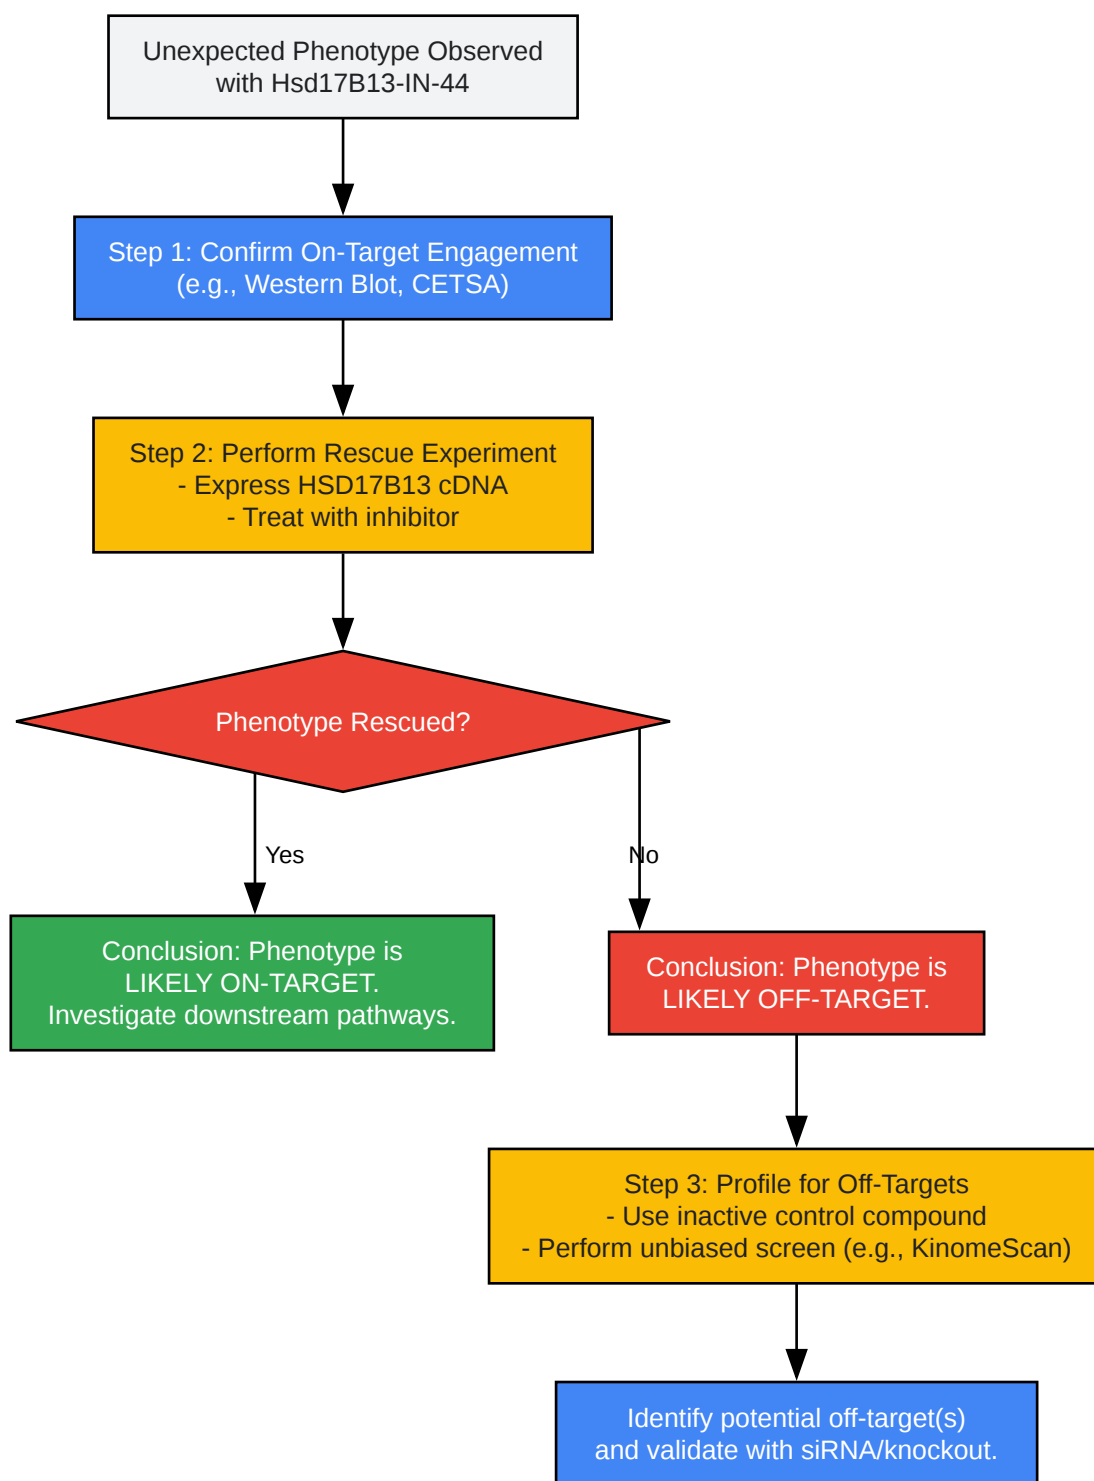 Unexpected Phenotype Observed
with Hsd17B13-IN-44
Step 1: Confirm On-Target Engagement
(e.g., Western Blot, CETSA)
Step 2: Perform Rescue Experiment
- Express HSD17B13 cDNA
- Treat with inhibitor
Phenotype Rescued?
Yes
No
Conclusion: Phenotype is
LIKELY ON-TARGET.
Investigate downstream pathways.
Conclusion: Phenotype is
LIKELY OFF-TARGET.
Step 3: Profile for Off-Targets
- Use inactive control compound
- Perform unbiased screen (e.g., KinomeScan)
Identify potential off-target(s)
and validate with siRNA/knockout.